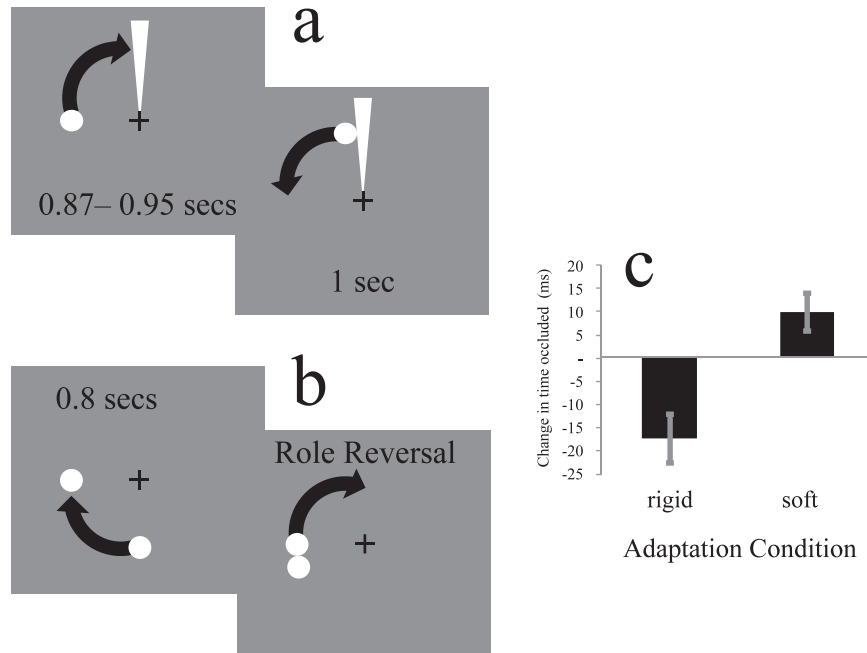 a
0.87– 0.95 secs
1 sec
b
0.8 secs
Role Reversal
c
Change in time occluded (ms)
20
15
10
5
-
-5
-10
-15
-20
-25
rigid soft
Adaptation Condition